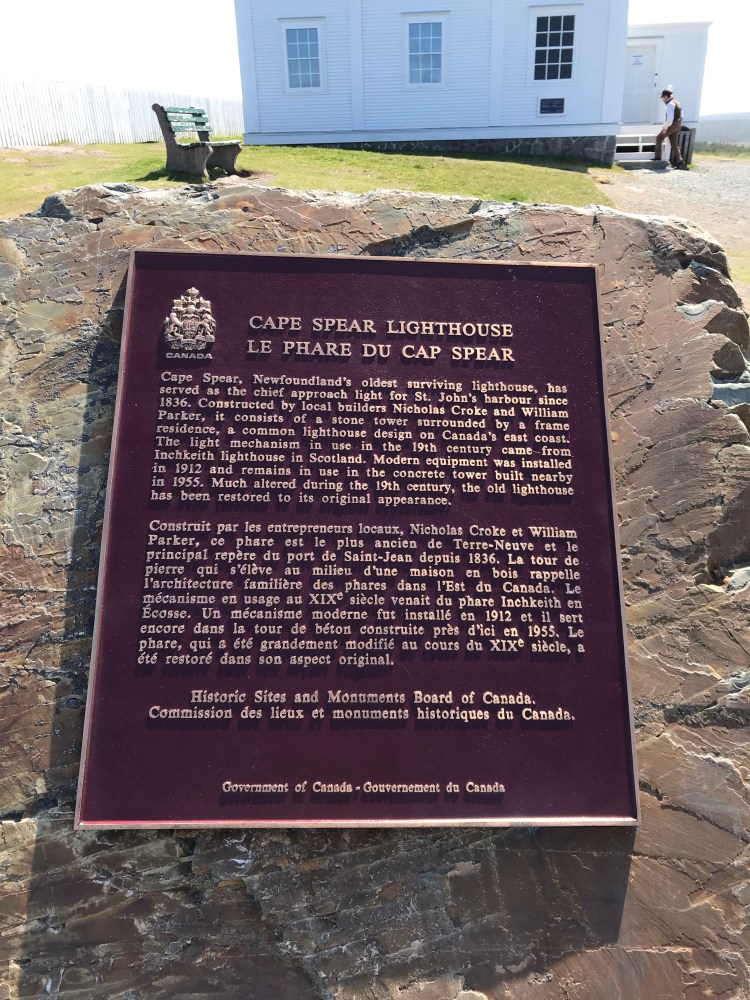 CANADA
CAPE SPEAR LIGHTHOUSE
LE PHARE DU CAP SPEAR
Cape Spear, Newfoundland's oldest surviving lighthouse, has
served as the chief approach light for St. John's harbour since
1836. Constructed by local builders Nicholas Croke and William
Parker, it consists of a stone tower surrounded by a frame
residence, a common lighthouse design on Canada's east coast.
The light mechanism in use in the 19th century came from
Inchkeith lighthouse in Scotland. Modern equipment was installed
in 1912 and remains in use in the concrete tower built nearby
in 1955. Much altered during the 19th century, the old lighthouse
has been restored to its original appearance.
Construit par les entrepreneurs locaux, Nicholas Croke et William
Parker, ce phare est le plus ancien de Terre-Neuve et le
principal repère du port de Saint-Jean depuis 1836. La tour de
pierre qui s'élève au milieu d'une maison en bois rappelle
l'architecture familière des phares dans l'Est du Canada. Le
mécanisme en usage au XIXe siècle venait du phare Inchkeith en
Écosse. Un mécanisme moderne fut installé en 1912 et il sert
encore dans la tour de béton construite près d'ici en 1955. Le
phare, qui a été grandement modifié au cours du XIXe siècle, a
été restoré dans son aspect original.
Historic Sites and Monuments Board of Canada.
Commission des lieux et monuments historiques du Canada.
Government of Canada - Gouvernement du Canada